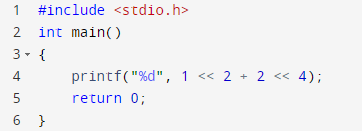 1 #include <stdio.h>
2 int main()
3 {
4     printf("%d", 1 << 2 + 2 << 4);
5     return 0;
6 }